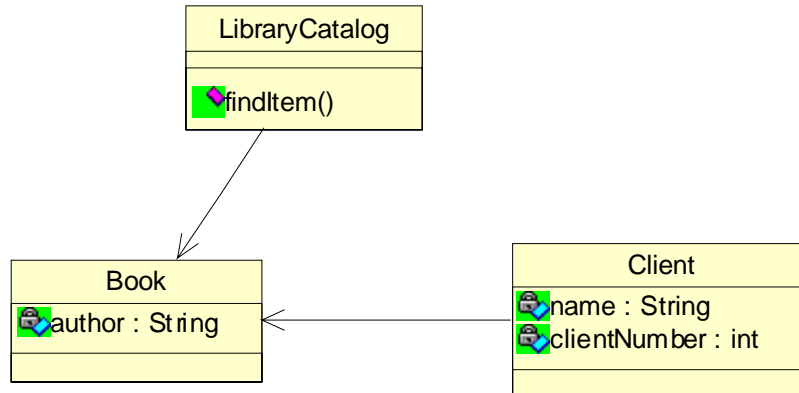 LibraryCatalog
findItem()
Book
author : String
Client
name : String
clientNumber : int